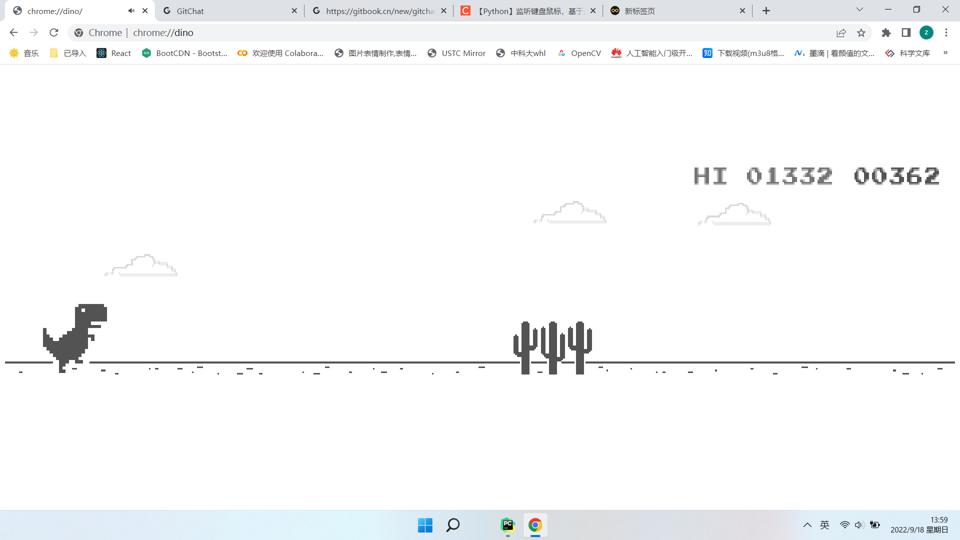 chrome://dino/
GitChat
https://gitbook.cn/new/gitcha
【Python】监听键盘鼠标，基于
新标签页
Chrome | chrome://dino
z
音乐
已导入
React
BootCDN - Bootst...
欢迎使用 Colabora...
图片表情制作,表情...
USTC Mirror
中科大whl
OpenCV
人工智能入门极开...
下载视频(m3u8格...
墨滴 | 看颜值的文...
科学文库
»
HI 01332 00362
PC
英
13:59
2022/9/18 星期日